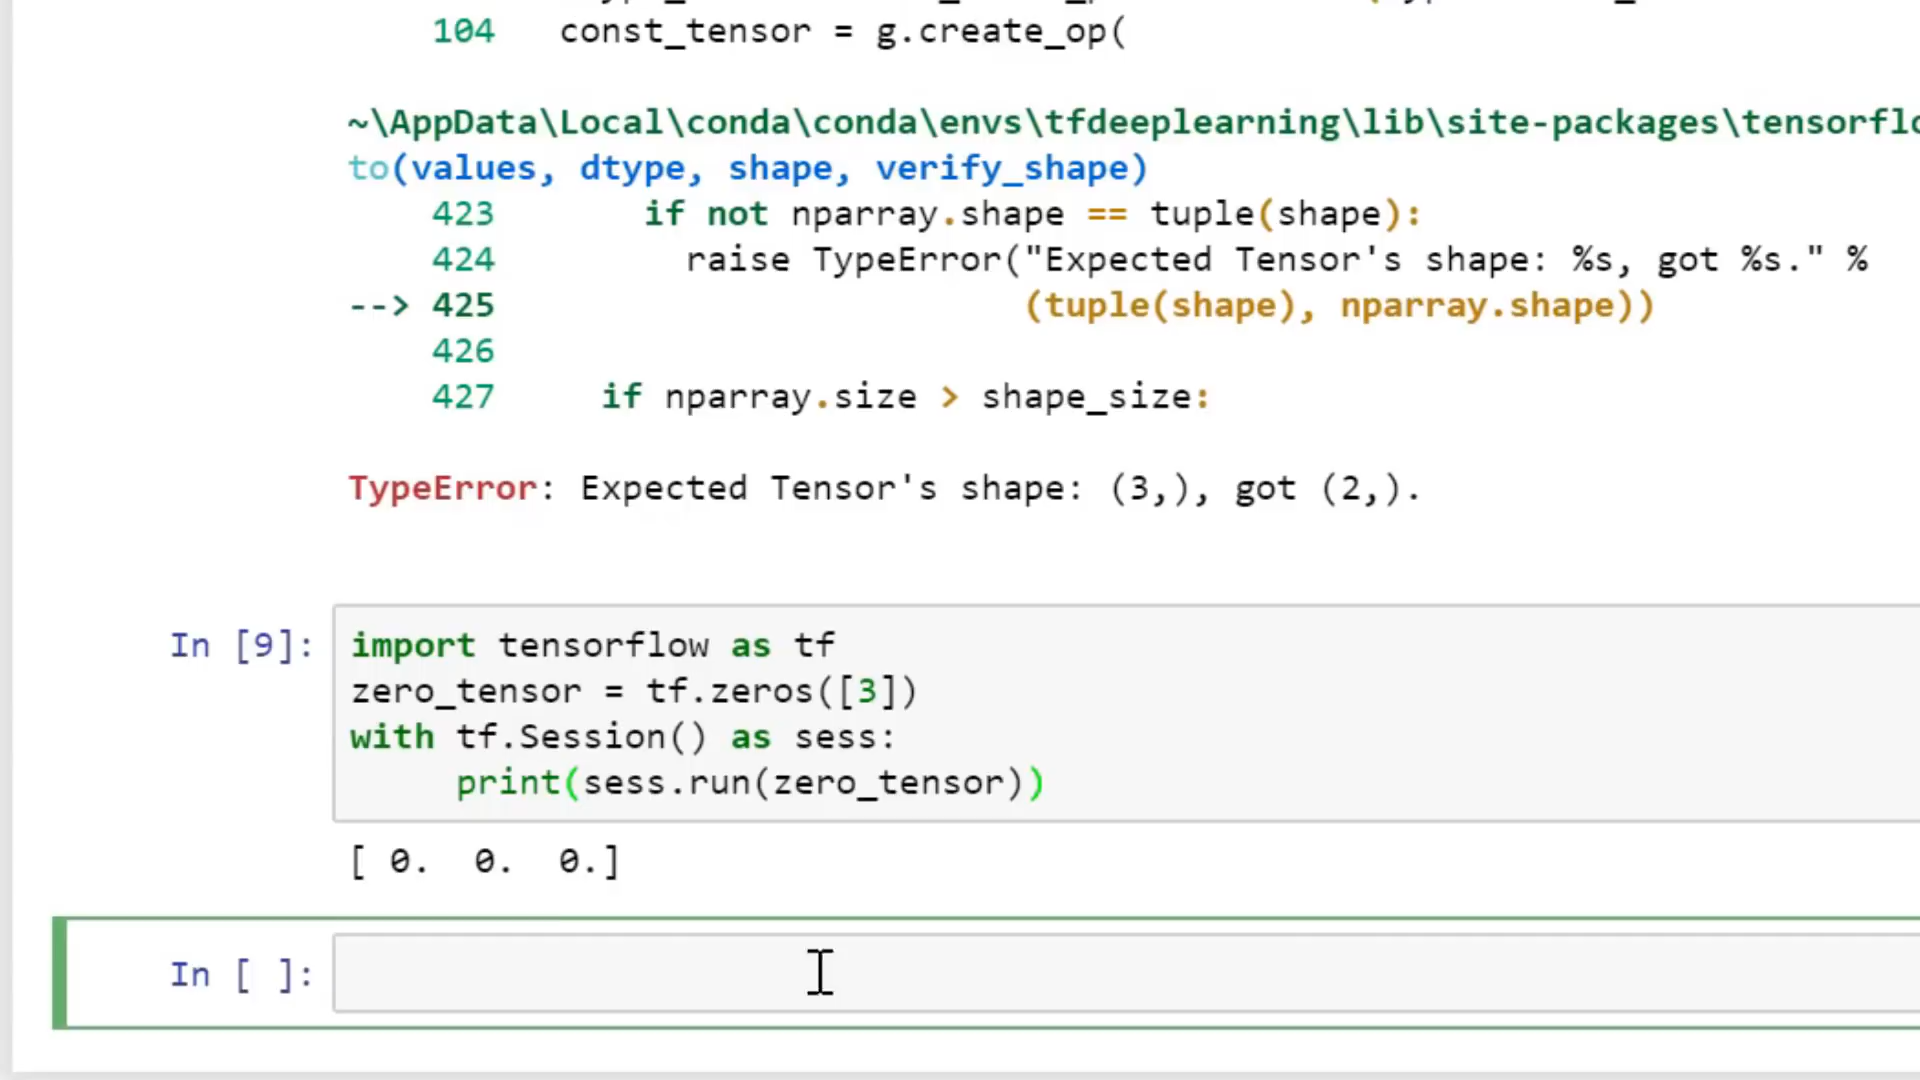 104 const_tensor = g.create_op(
~\AppData\Local\conda\conda\envs\tfdeeplearning\lib\site-packages\tensorflo
to(values, dtype, shape, verify_shape)
423 if not nparray.shape == tuple(shape):
424 raise TypeError("Expected Tensor's shape: %s, got %s." %
--> 425 (tuple(shape), nparray.shape))
426
427 if nparray.size > shape_size:
TypeError: Expected Tensor's shape: (3,), got (2,).
In [9]: import tensorflow as tf
zero_tensor = tf.zeros([3])
with tf.Session() as sess:
print(sess.run(zero_tensor))
[ 0. 0. 0.]
In [ ]: